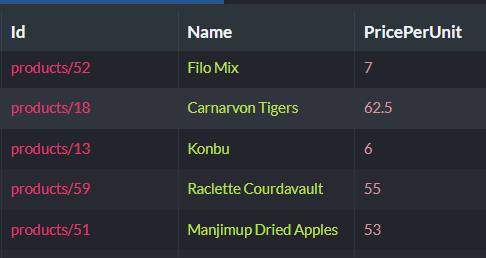 Id Name PricePerUnit
products/52 Filo Mix 7
products/18 Carnarvon Tigers 62.5
products/13 Konbu 6
products/59 Raclette Courdavault 55
products/51 Manjimup Dried Apples 53